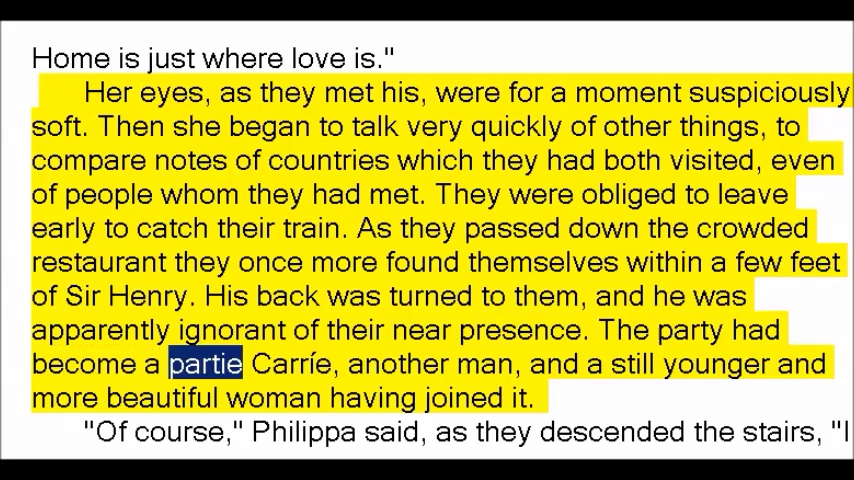 Home is just where love is."
Her eyes, as they met his, were for a moment suspiciously
soft. Then she began to talk very quickly of other things, to
compare notes of countries which they had both visited, even
of people whom they had met. They were obliged to leave
early to catch their train. As they passed down the crowded
restaurant they once more found themselves within a few feet
of Sir Henry. His back was turned to them, and he was
apparently ignorant of their near presence. The party had
become a partie Carríe, another man, and a still younger and
more beautiful woman having joined it.
"Of course," Philippa said, as they descended the stairs, "I